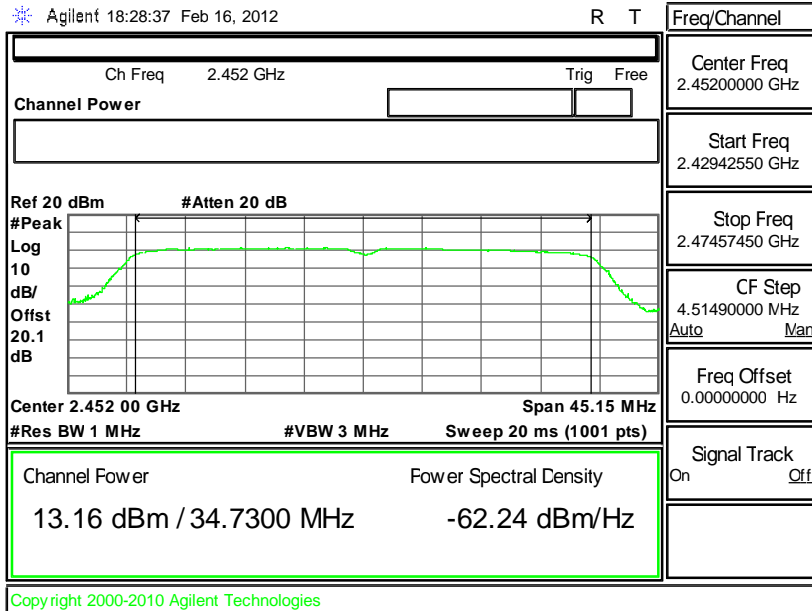 Agilent 18:28:37 Feb 16, 2012 R T
Ch Freq 2.452 GHz Trig Free
Channel Power
Ref 20 dBm #Atten 20 dB
#Peak
Log
10
dB/
Offst
20.1
dB
Center 2.452 00 GHz Span 45.15 MHz
#Res BW 1 MHz #VBW 3 MHz Sweep 20 ms (1001 pts)
Channel Power Power Spectral Density
13.16 dBm / 34.7300 MHz -62.24 dBm/Hz
Copyright 2000-2010 Agilent Technologies
Freq/Channel
Center Freq
2.45200000 GHz
Start Freq
2.42942550 GHz
Stop Freq
2.47457450 GHz
CF Step
4.51490000 MHz
Auto Man
Freq Offset
0.00000000 Hz
Signal Track
On Off